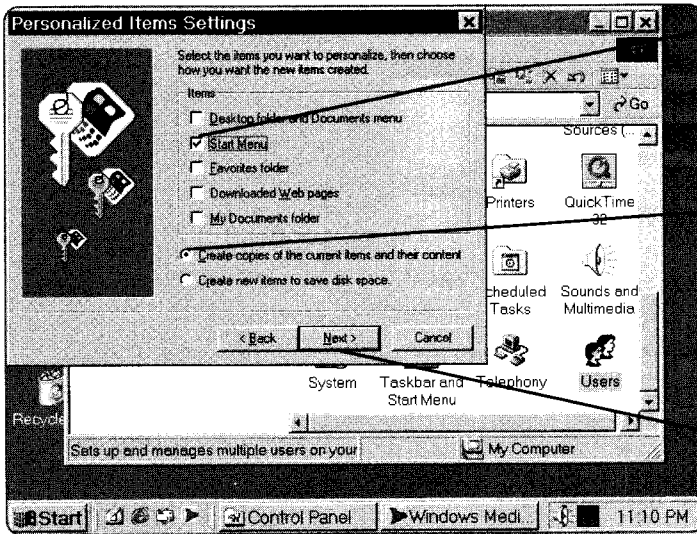 Personalized Items Settings
Select the items you want to personalize, then choose
how you want the new items created.
Items
Desktop folder and Documents menu
Start Menu
Favorites folder
Downloaded Web pages
My Documents folder
Create copies of the current items and their content
Create new items to save disk space.
< Back
Next >
Cancel
Go
Sources (...
Printers
QuickTime
32
cheduled
Tasks
Sounds and
Multimedia
System
Taskbar and
Start Menu
Telephony
Users
Recycle
Sets up and manages multiple users on your
My Computer
Start
Control Panel
Windows Medi...
11:10 PM